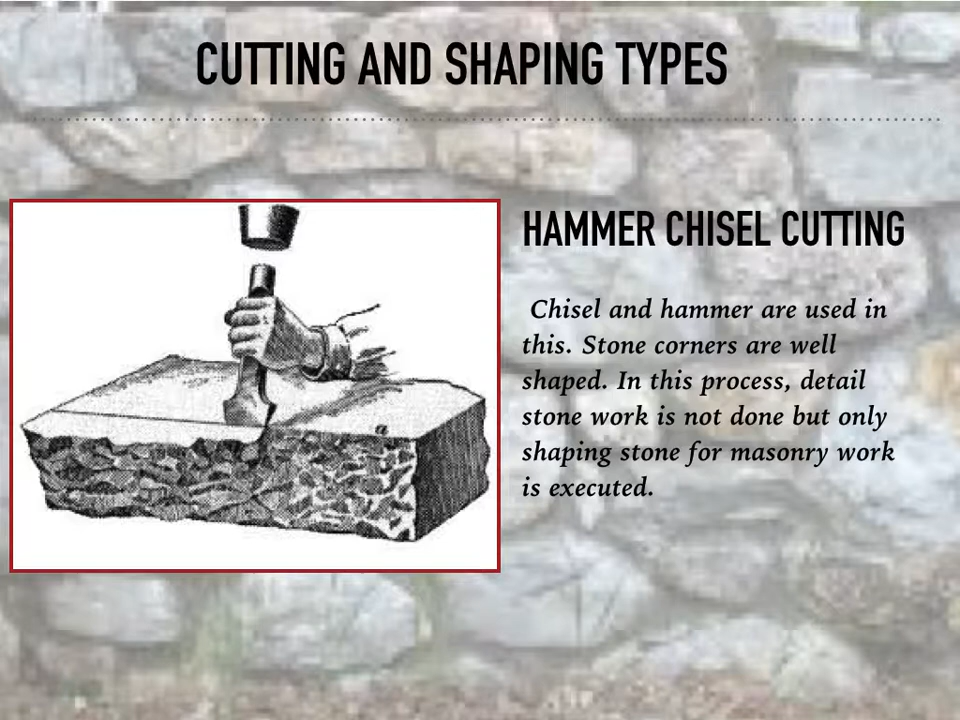 CUTTING AND SHAPING TYPES
HAMMER CHISEL CUTTING
Chisel and hammer are used in
this. Stone corners are well
shaped. In this process, detail
stone work is not done but only
shaping stone for masonry work
is executed.
a